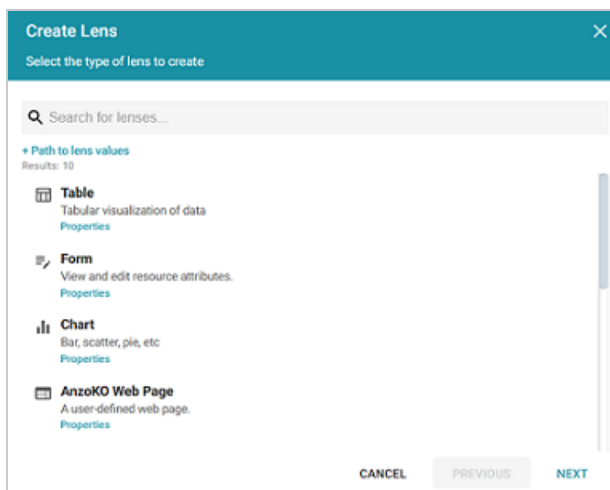 Create Lens
Select the type of lens to create
Search for lenses...
+ Path to lens values
Results: 10
Table
Tabular visualization of data
Properties
Form
View and edit resource attributes.
Properties
Chart
Bar, scatter, pie, etc
Properties
AnzoKO Web Page
A user-defined web page.
Properties
CANCEL PREVIOUS NEXT